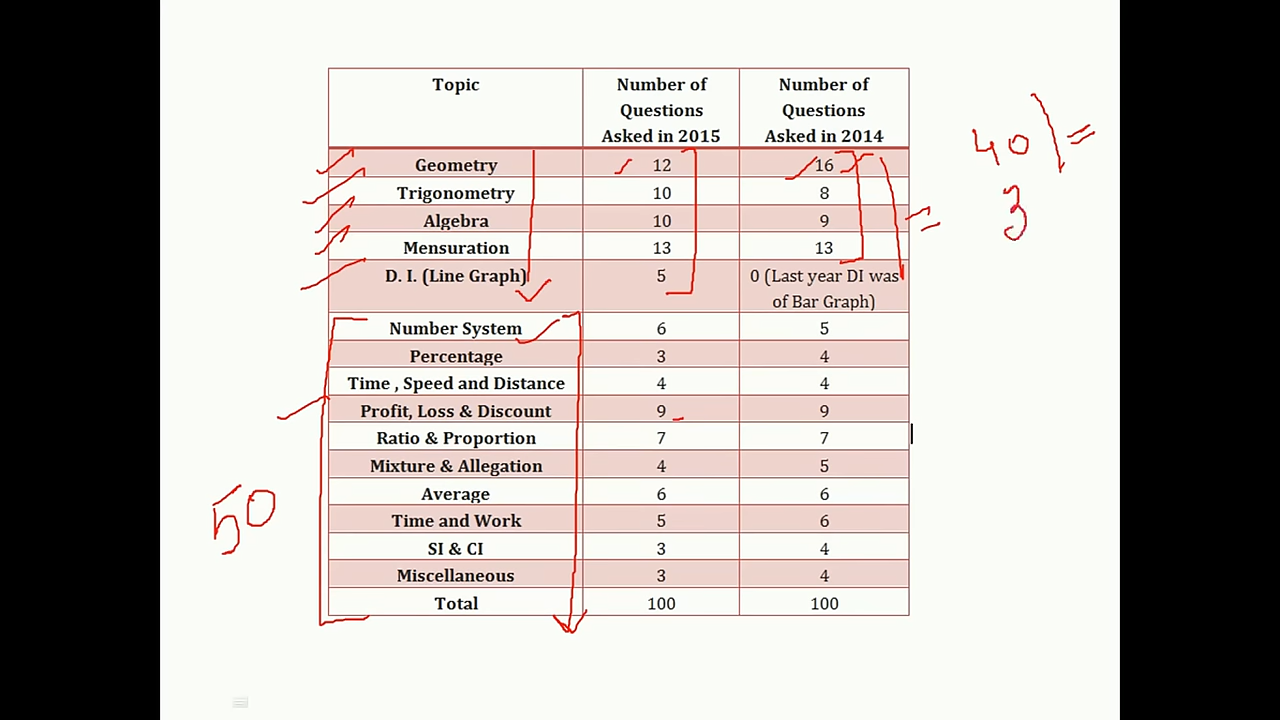 Topic Number of Questions Asked in 2015 Number of Questions Asked in 2014
Geometry 12 16
Trigonometry 10 8
Algebra 10 9
Mensuration 13 13
D. I. (Line Graph) 5 0 (Last year DI was of Bar Graph)
Number System 6 5
Percentage 3 4
Time , Speed and Distance 4 4
Profit, Loss & Discount 9 9
Ratio & Proportion 7 7
Mixture & Allegation 4 5
Average 6 6
Time and Work 5 6
SI & CI 3 4
Miscellaneous 3 4
Total 100 100
40 =
= 3
50